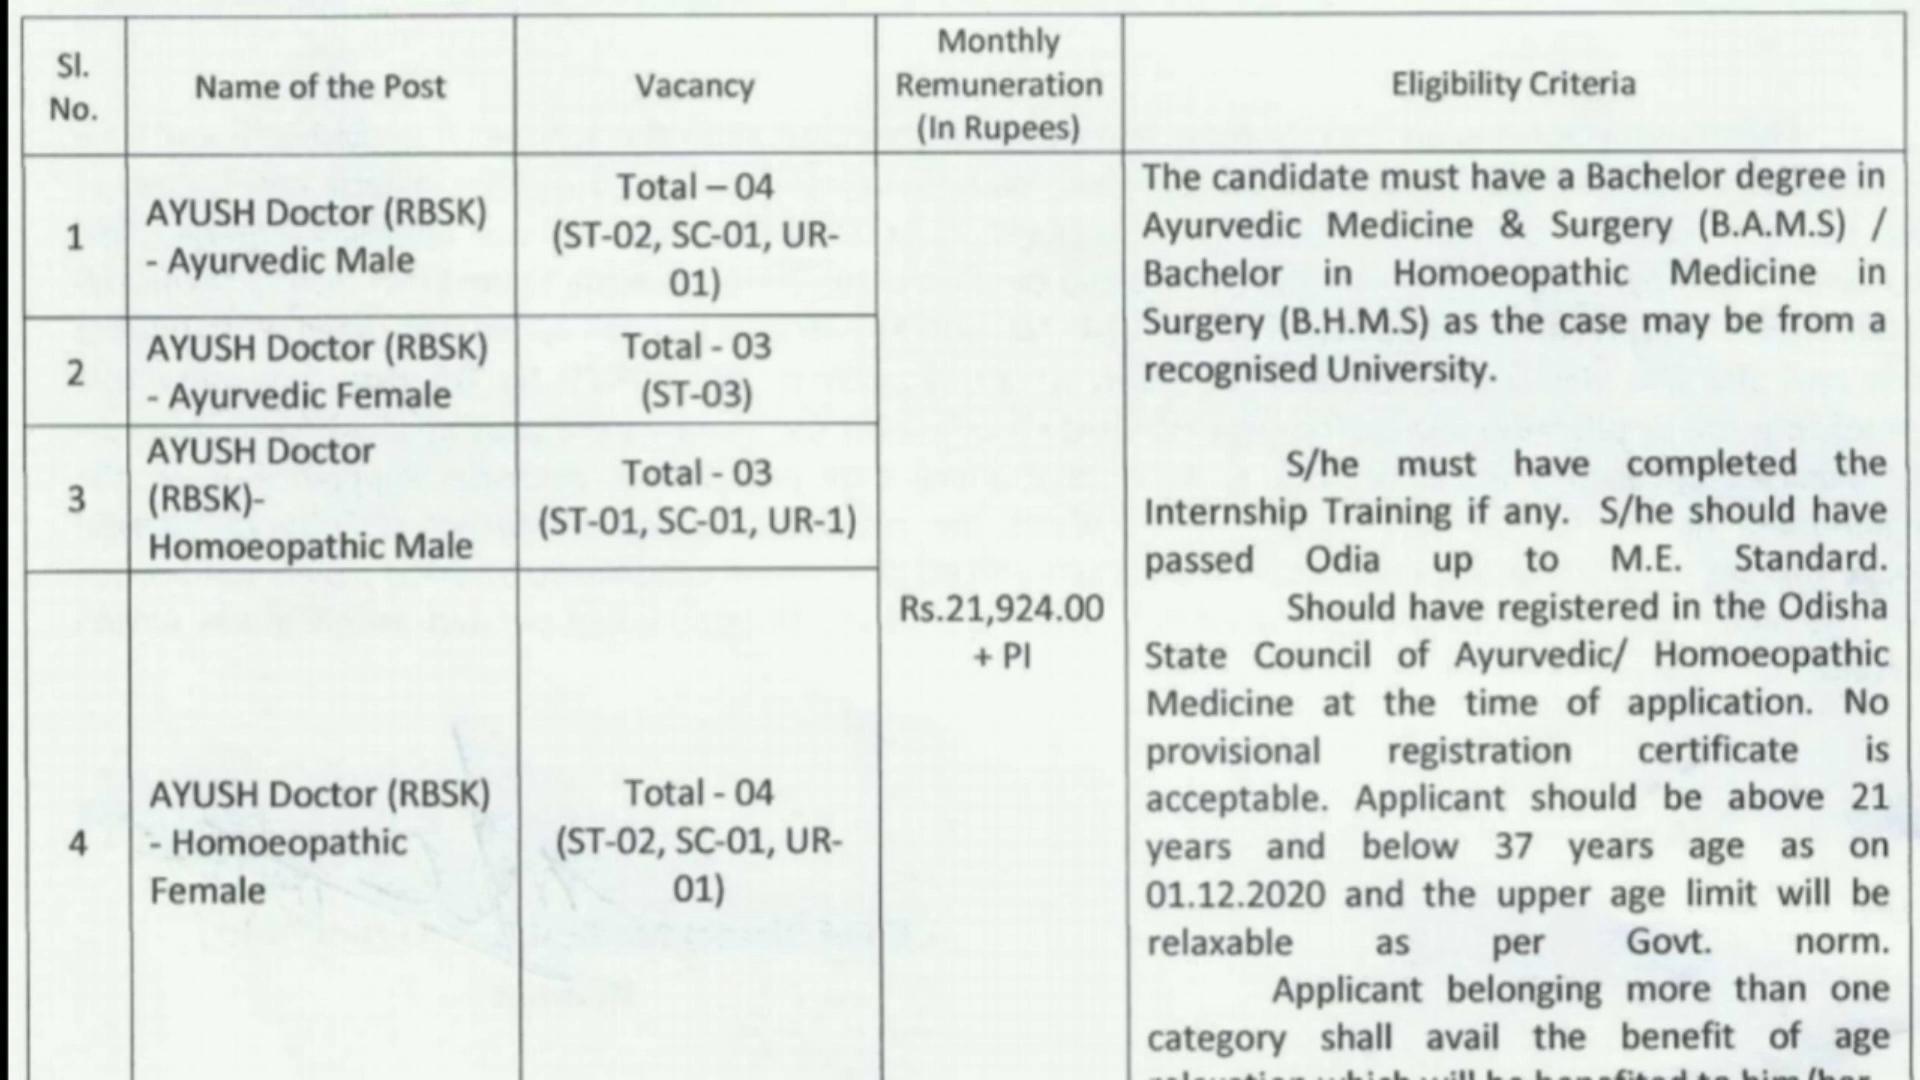 Sl.
No.
Name of the Post
Vacancy
Monthly
Remuneration
(In Rupees)
Eligibility Criteria
1
AYUSH Doctor (RBSK)
- Ayurvedic Male
Total – 04
(ST-02, SC-01, UR-
01)
2
AYUSH Doctor (RBSK)
- Ayurvedic Female
Total - 03
(ST-03)
3
AYUSH Doctor
(RBSK)-
Homoeopathic Male
Total - 03
(ST-01, SC-01, UR-1)
4
AYUSH Doctor (RBSK)
- Homoeopathic
Female
Total - 04
(ST-02, SC-01, UR-
01)
Rs.21,924.00
+ PI
The candidate must have a Bachelor degree in
Ayurvedic Medicine & Surgery (B.A.M.S) /
Bachelor in Homoeopathic Medicine in
Surgery (B.H.M.S) as the case may be from a
recognised University.
S/he must have completed the
Internship Training if any. S/he should have
passed Odia up to M.E. Standard.
Should have registered in the Odisha
State Council of Ayurvedic/ Homoeopathic
Medicine at the time of application. No
provisional registration certificate is
acceptable. Applicant should be above 21
years and below 37 years age as on
01.12.2020 and the upper age limit will be
relaxable as per Govt. norm.
Applicant belonging more than one
category shall avail the benefit of age
relaxation which will be benefited to him/her